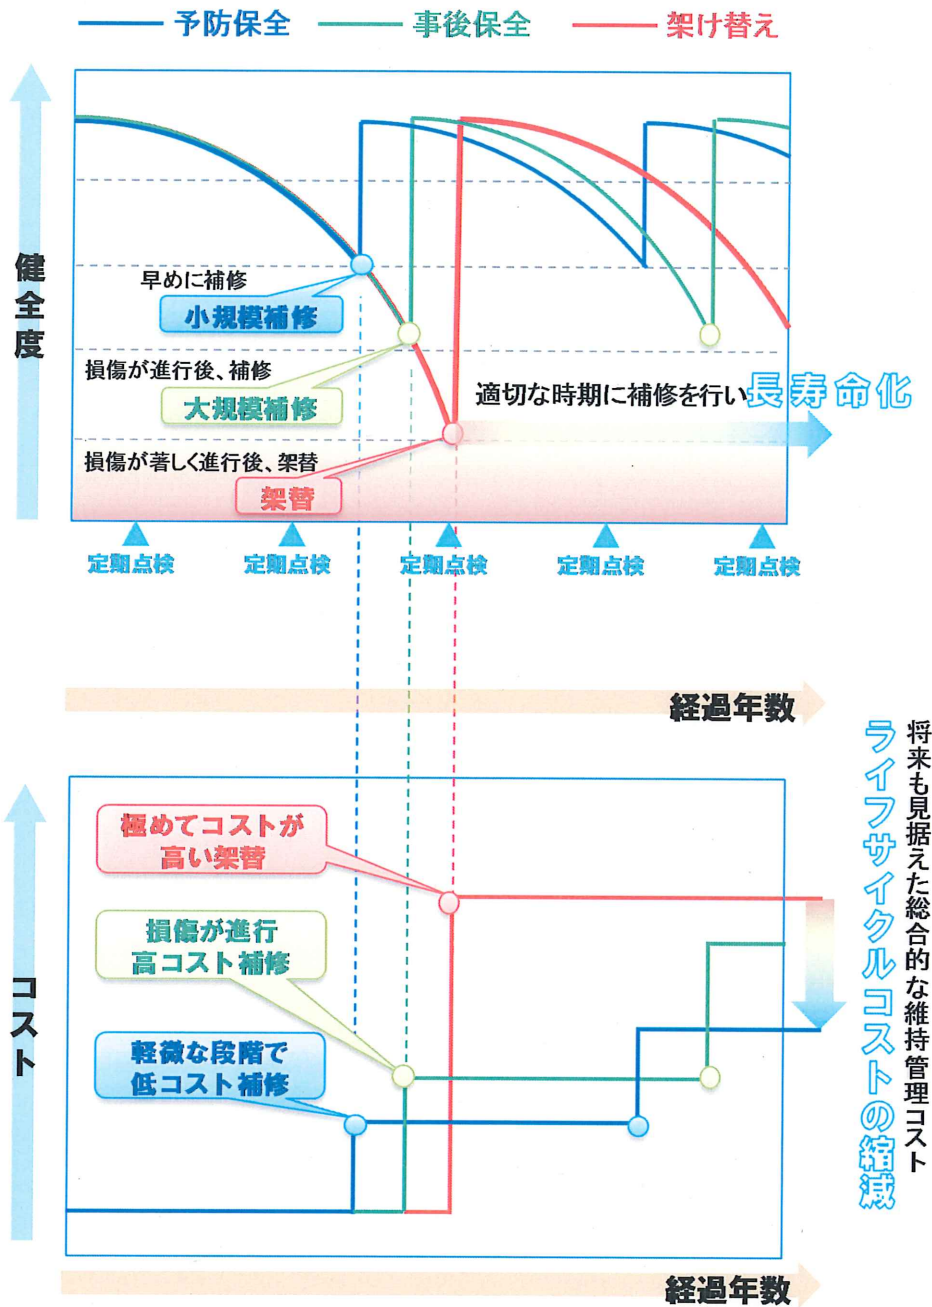 予防保全
事後保全
架け替え
健全度
早めに補修
小規模補修
損傷が進行後、補修
大規模補修
適切な時期に補修を行い長寿命化
損傷が著しく進行後、架替
架替
定期点検
定期点検
定期点検
定期点検
定期点検
経過年数
コスト
極めてコストが
高い架替
損傷が進行
高コスト補修
軽微な段階で
低コスト補修
将来も見据えた総合的な維持管理コスト
ライフサイクルコストの縮減
経過年数